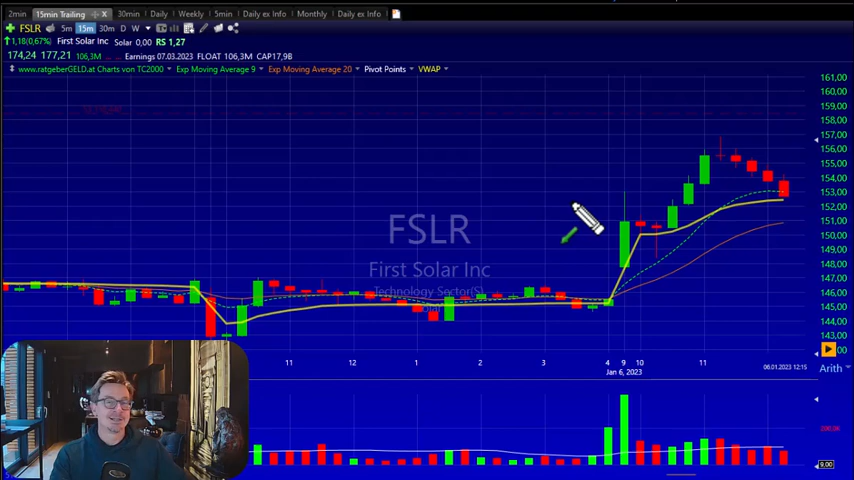 2min 15min Trailing 30min Daily Weekly 5min Daily ex Info Monthly Daily ex Info
FSLR 5m 15m 30m D W
1,18(0,67%) First Solar Inc Solar 0,00 RS 1,27
174,24 177,21 106,3M Earnings 07.03.2023 FLOAT 106,3M CAP17,9B
www.ratgeberGELD.at Charts von TC2000 Exp Moving Average 9 Exp Moving Average 20 Pivot Points VWAP
161,00
160,00
159,00
158,00
156,00
155,00
154,00
153,00
151,00
150,00
149,00
148,00
147,00
146,00
145,00
144,00
143,00
FSLR
First Solar Inc
Technology Sector(S)
Solar
11 12 1 2 3 4 9 10 11
Jan 6, 2023
06.01.2023 12:15
Arith
9,00